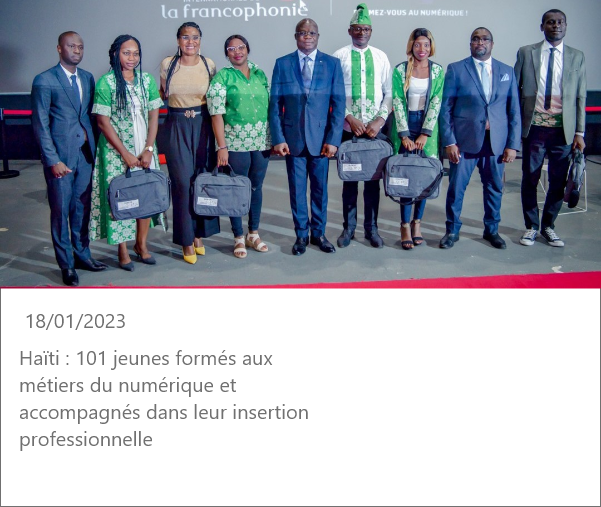 la francophonie
MEZ-VOUS AU NUMÉRIQUE !
18/01/2023
Haïti : 101 jeunes formés aux
métiers du numérique et
accompagnés dans leur insertion
professionnelle